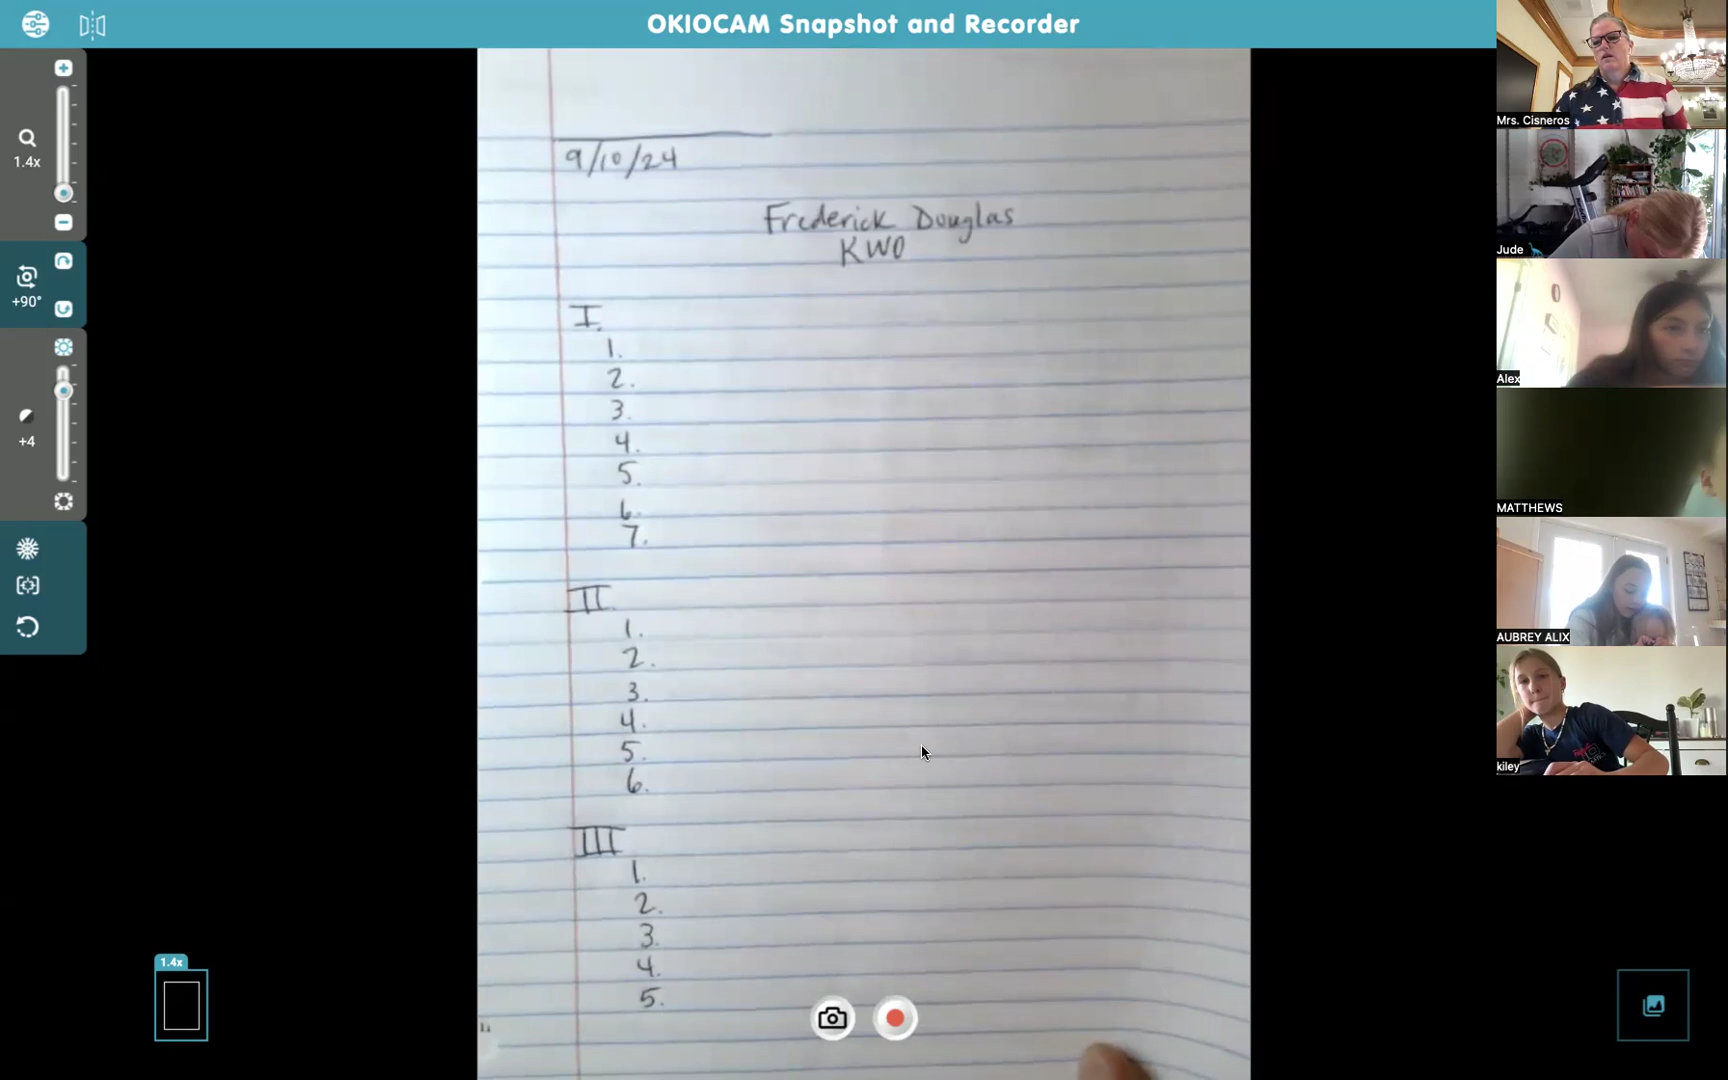 OKIOCAM Snapshot and Recorder
1.4x
+90°
+4
1.4x
9/10/24
Frederick Douglas
KWO
I.
1.
2.
3.
4.
5.
6.
7.
II.
1.
2.
3.
4.
5.
6.
III
1.
2.
3.
4.
5.
Mrs. Cisneros
Jude
Alex
MATTHEWS
AUBREY ALIX
kiley